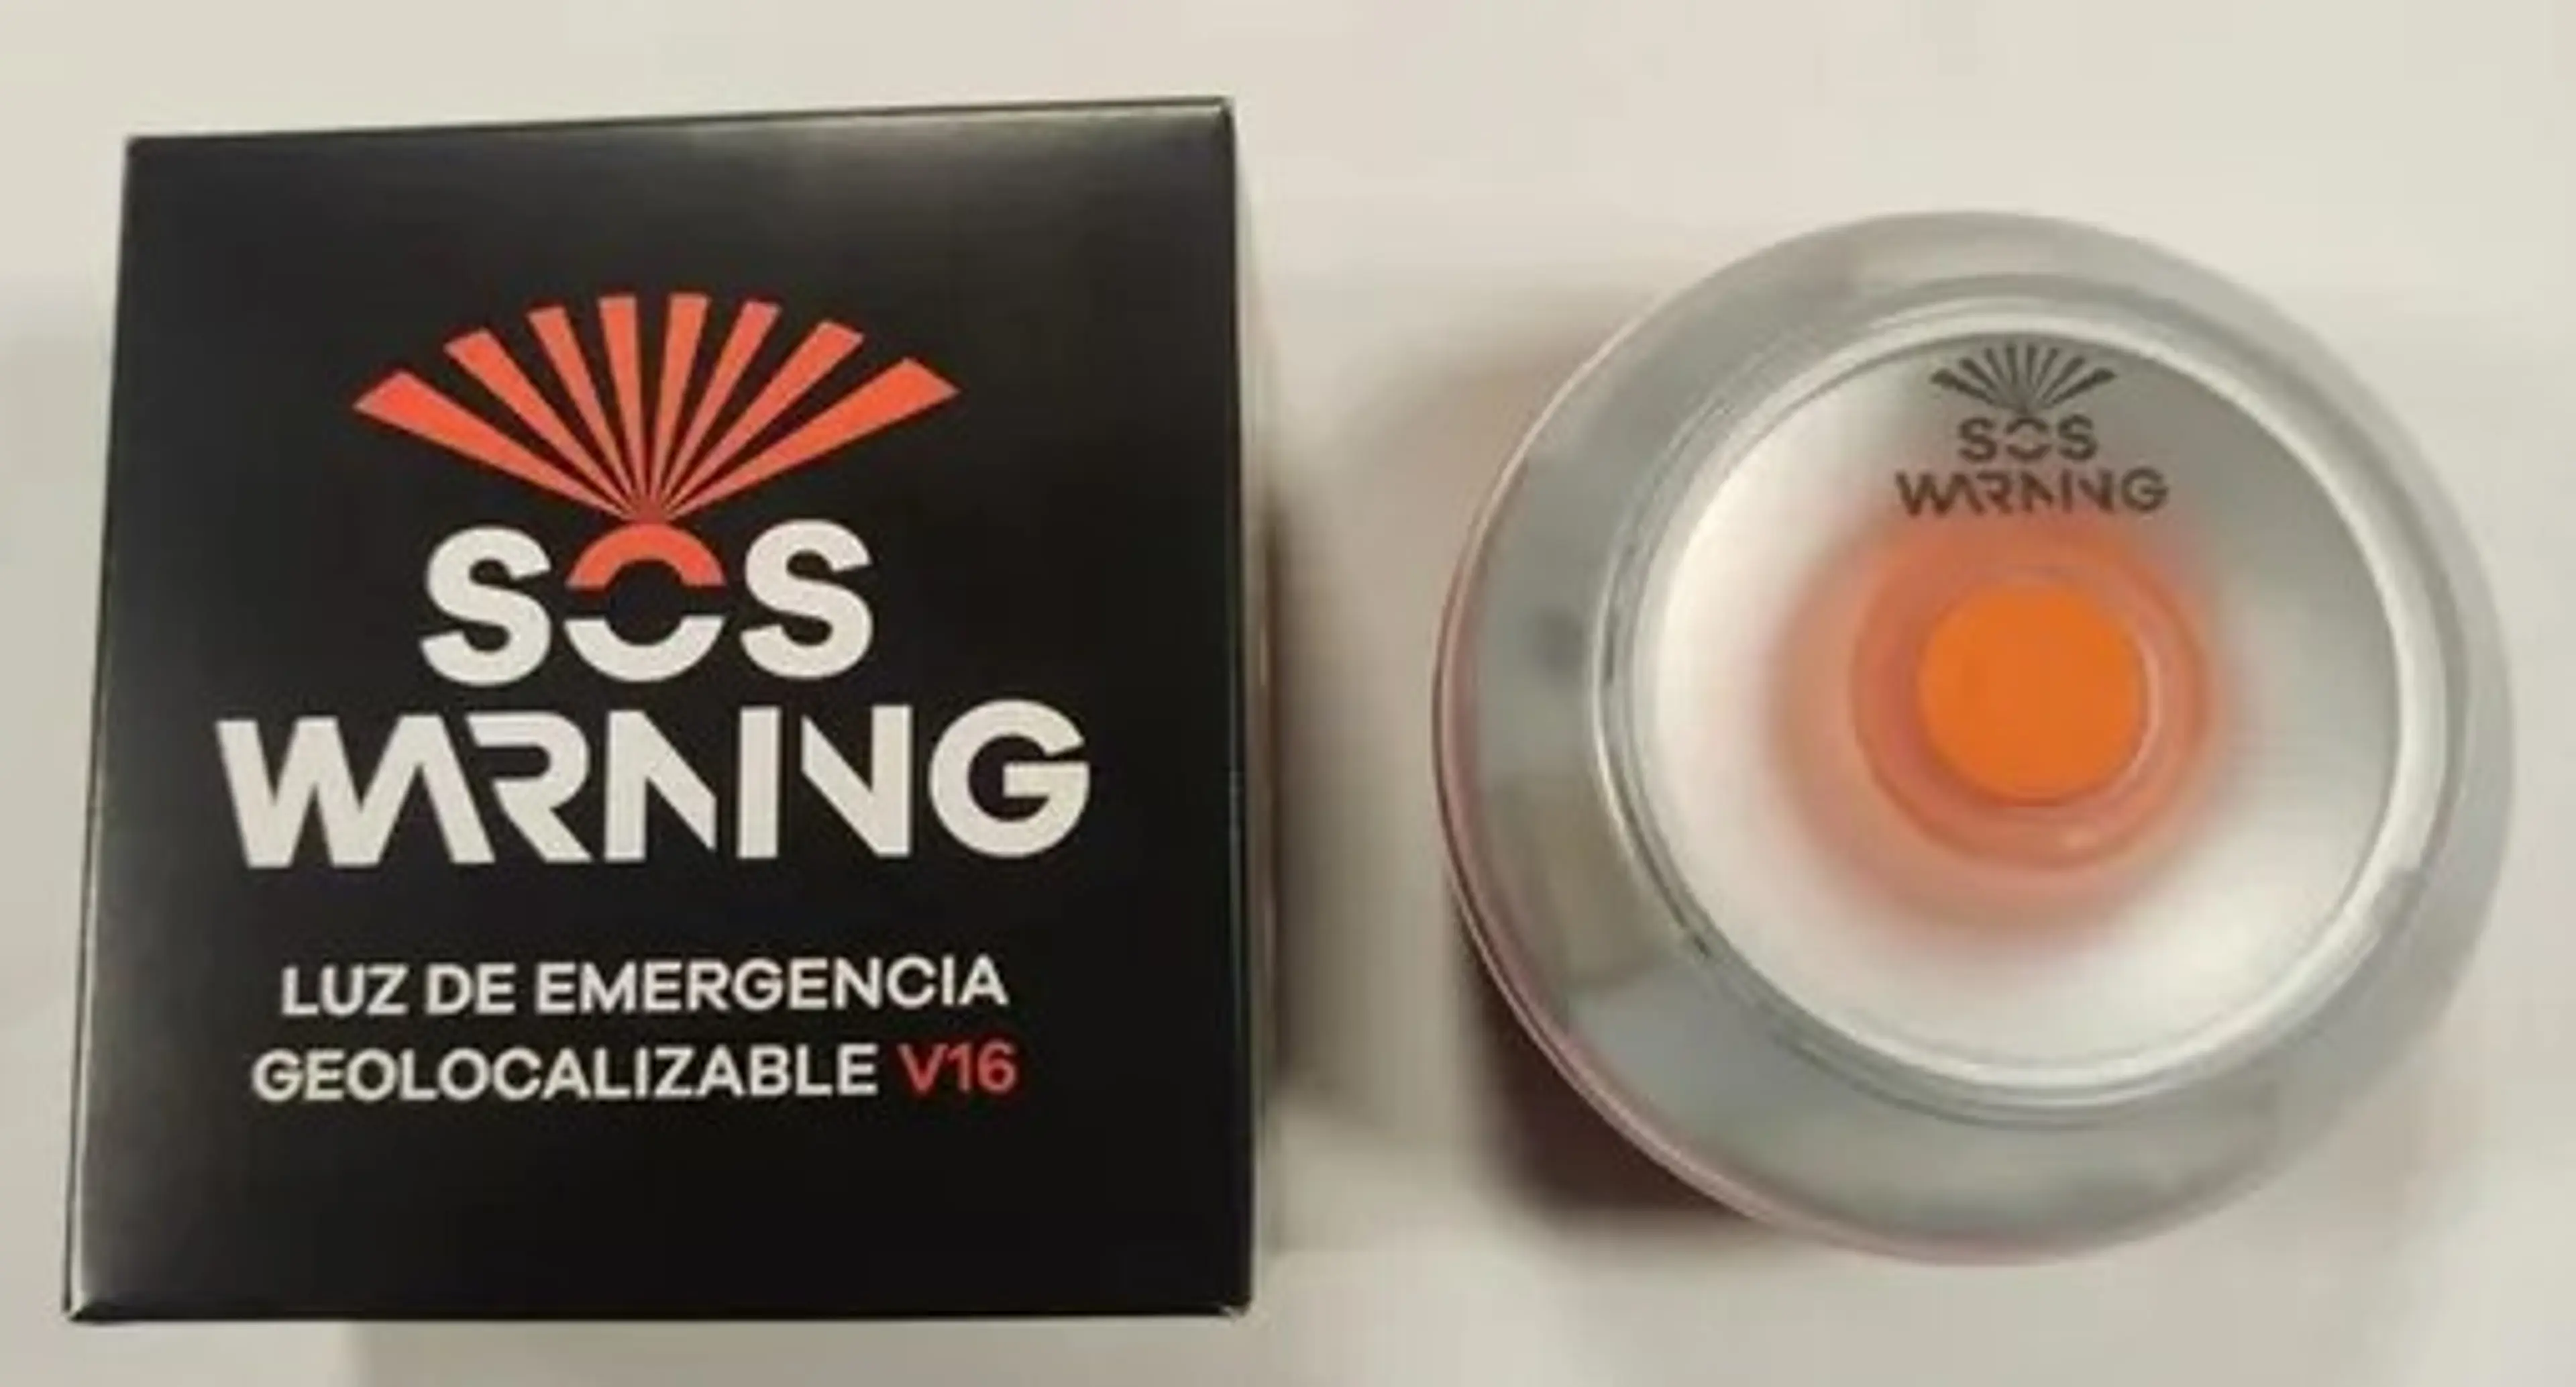 SOS
WARNING
LUZ DE EMERGENCIA
GEOLOCALIZABLE V16
SOS
WARNING